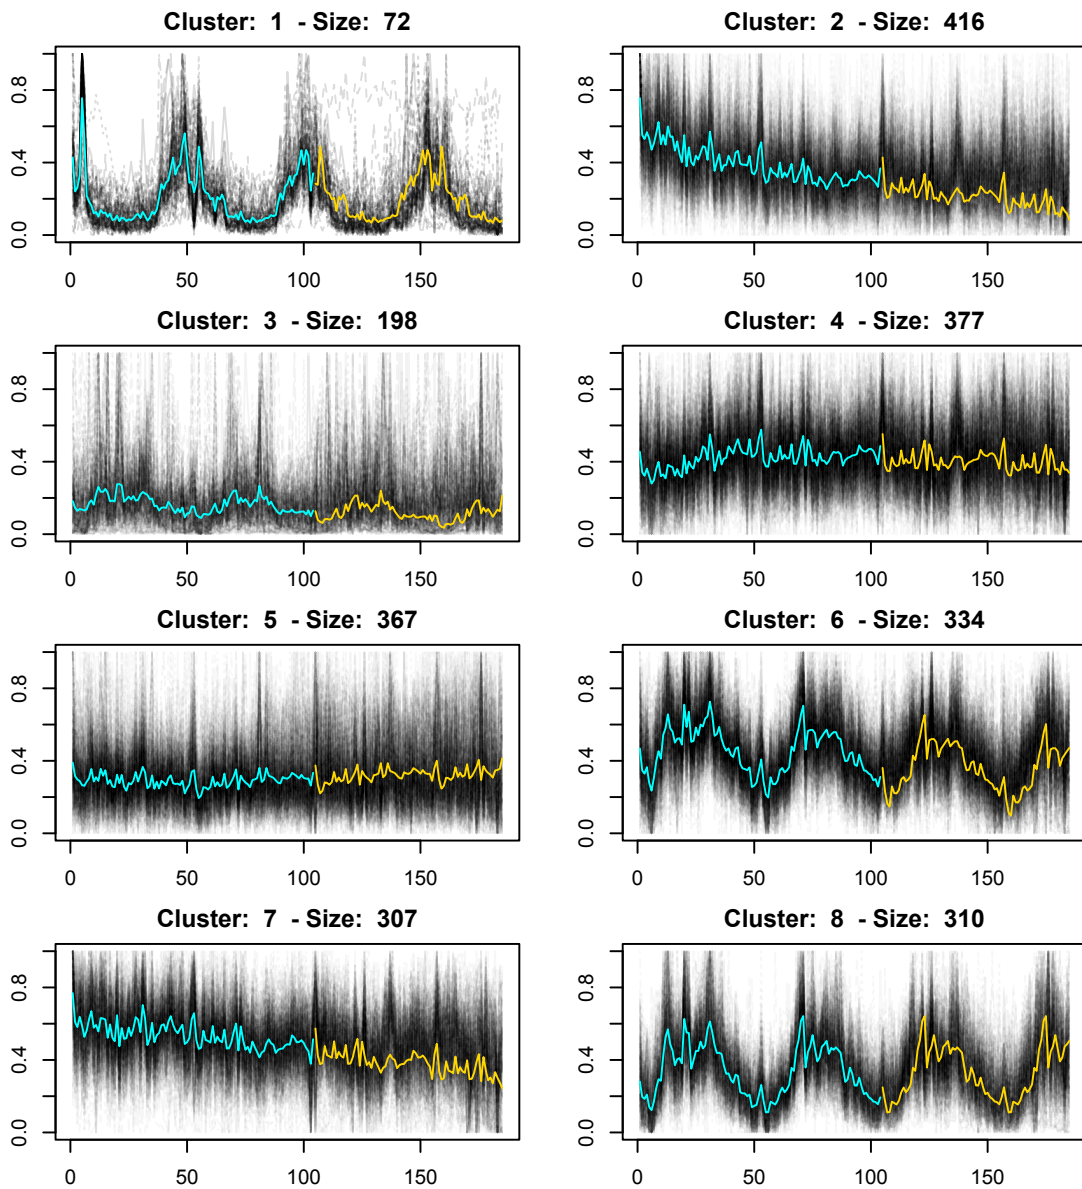 Cluster: 1 - Size: 72
0.0 0.4 0.8
0 50 100 150
Cluster: 2 - Size: 416
0.0 0.4 0.8
0 50 100 150
Cluster: 3 - Size: 198
0.0 0.4 0.8
0 50 100 150
Cluster: 4 - Size: 377
0.0 0.4 0.8
0 50 100 150
Cluster: 5 - Size: 367
0.0 0.4 0.8
0 50 100 150
Cluster: 6 - Size: 334
0.0 0.4 0.8
0 50 100 150
Cluster: 7 - Size: 307
0.0 0.4 0.8
0 50 100 150
Cluster: 8 - Size: 310
0.0 0.4 0.8
0 50 100 150